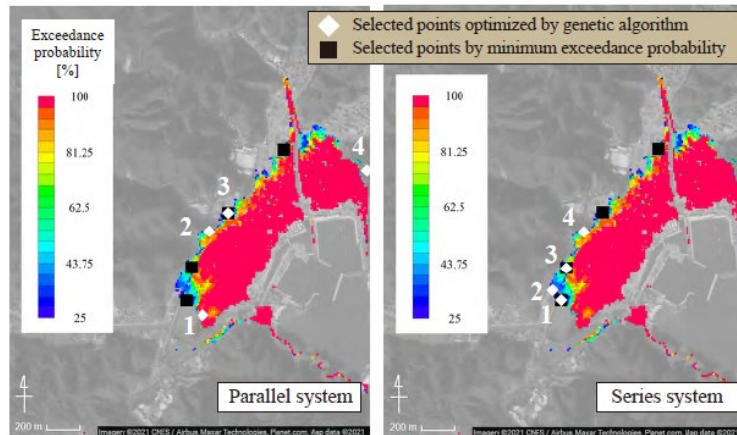 Selected points optimized by genetic algorithm
Selected points by minimum exceedance probability
Exceedance
probability
[%]
100
81.25
62.5
43.75
25
4
3
2
1
Parallel system
200 m
Imagery ©2021 CNES / Airbus Maxar Technologies, Planet.com, Map data ©2021
Exceedance
probability
[%]
100
81.25
62.5
43.75
25
4
3
2
1
Series system
200 m
Imagery ©2021 CNES / Airbus Maxar Technologies, Planet.com, Map data ©2021